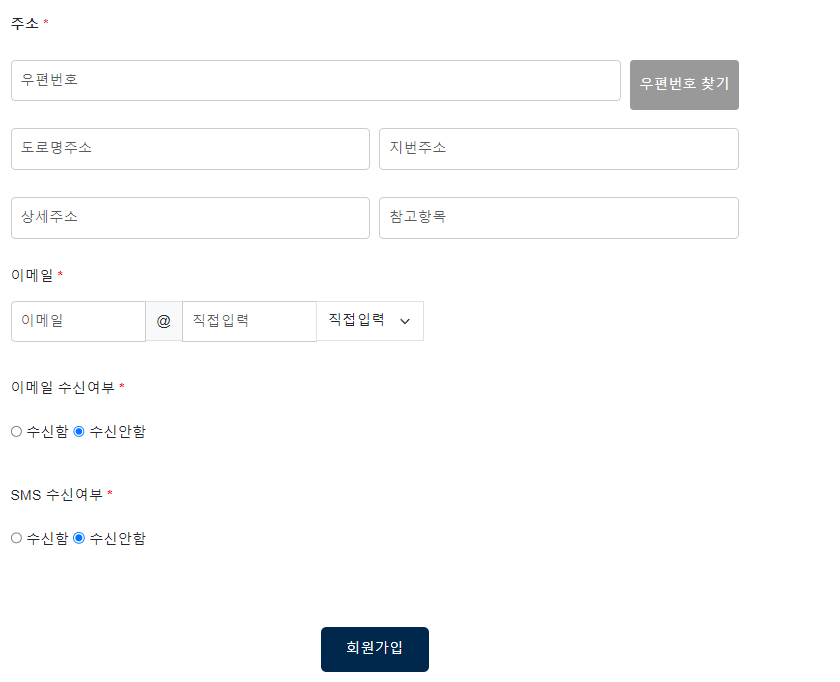 주소 *
우편번호 우편번호 찾기
도로명주소 지번주소
상세주소 참고항목
이메일 *
이메일 @ 직접입력 직접입력
이메일 수신여부 *
수신함 수신안함
SMS 수신여부 *
수신함 수신안함
회원가입